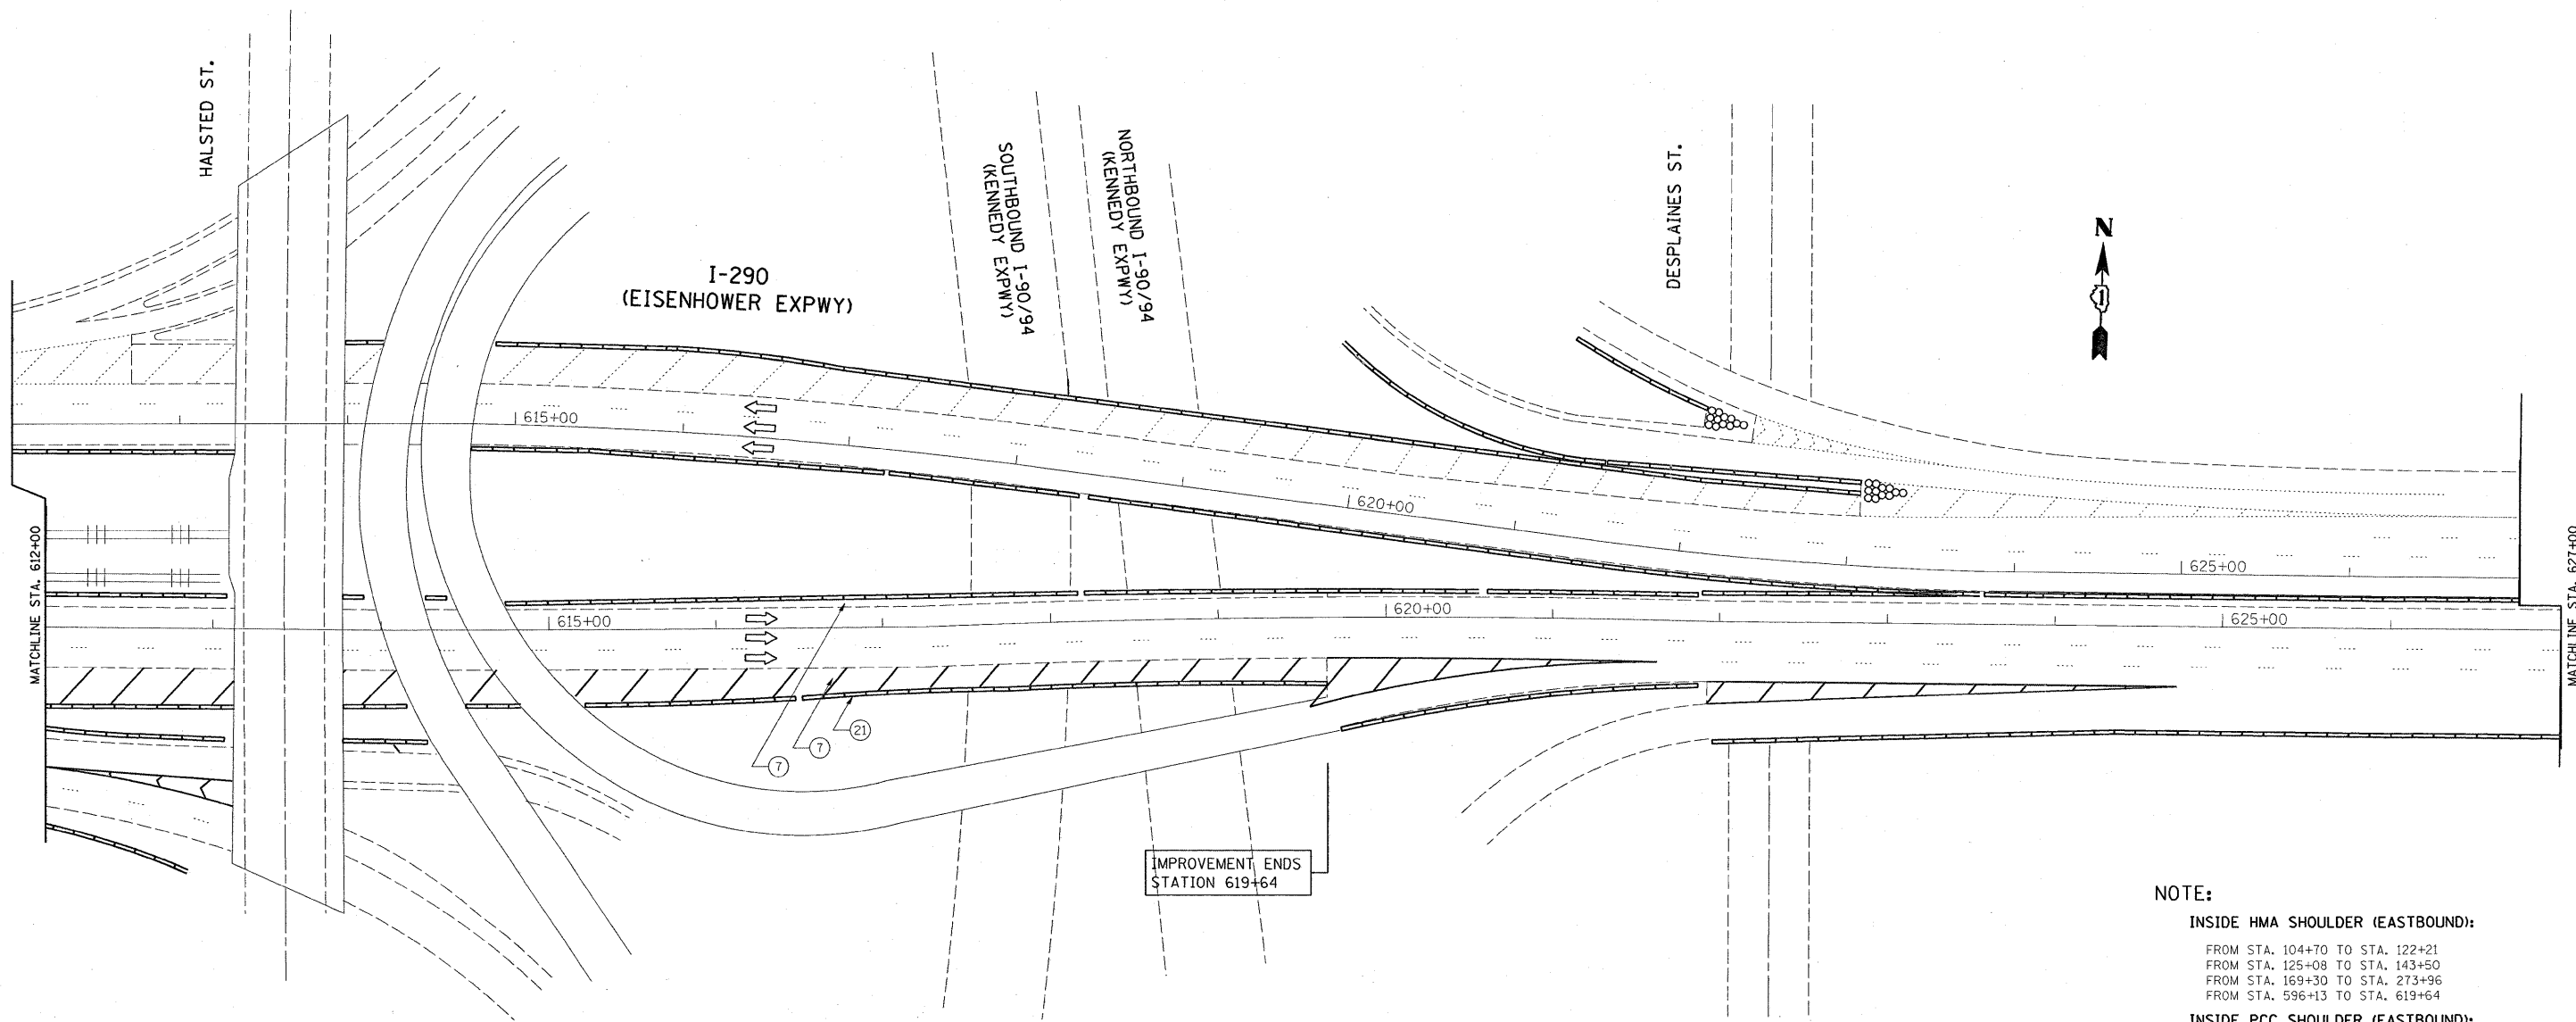 HALSTED ST.
SOUTHBOUND I-90/94
(KENNEDY EXPWY)
NORTHBOUND I-90/94
(KENNEDY EXPWY)
DESPLAINES ST.
N
1
I-290
(EISENHOWER EXPWY)
615+00
620+00
625+00
MATCHLINE STA. 612+00
615+00
620+00
625+00
MATCHLINE STA. 627+00
21
7
7
IMPROVEMENT ENDS
STATION 619+64
NOTE:
INSIDE HMA SHOULDER (EASTBOUND):
FROM STA. 104+70 TO STA. 122+21
FROM STA. 125+08 TO STA. 143+50
FROM STA. 169+30 TO STA. 273+96
FROM STA. 596+13 TO STA. 619+64
INSIDE PCC SHOULDER (EASTBOUND):